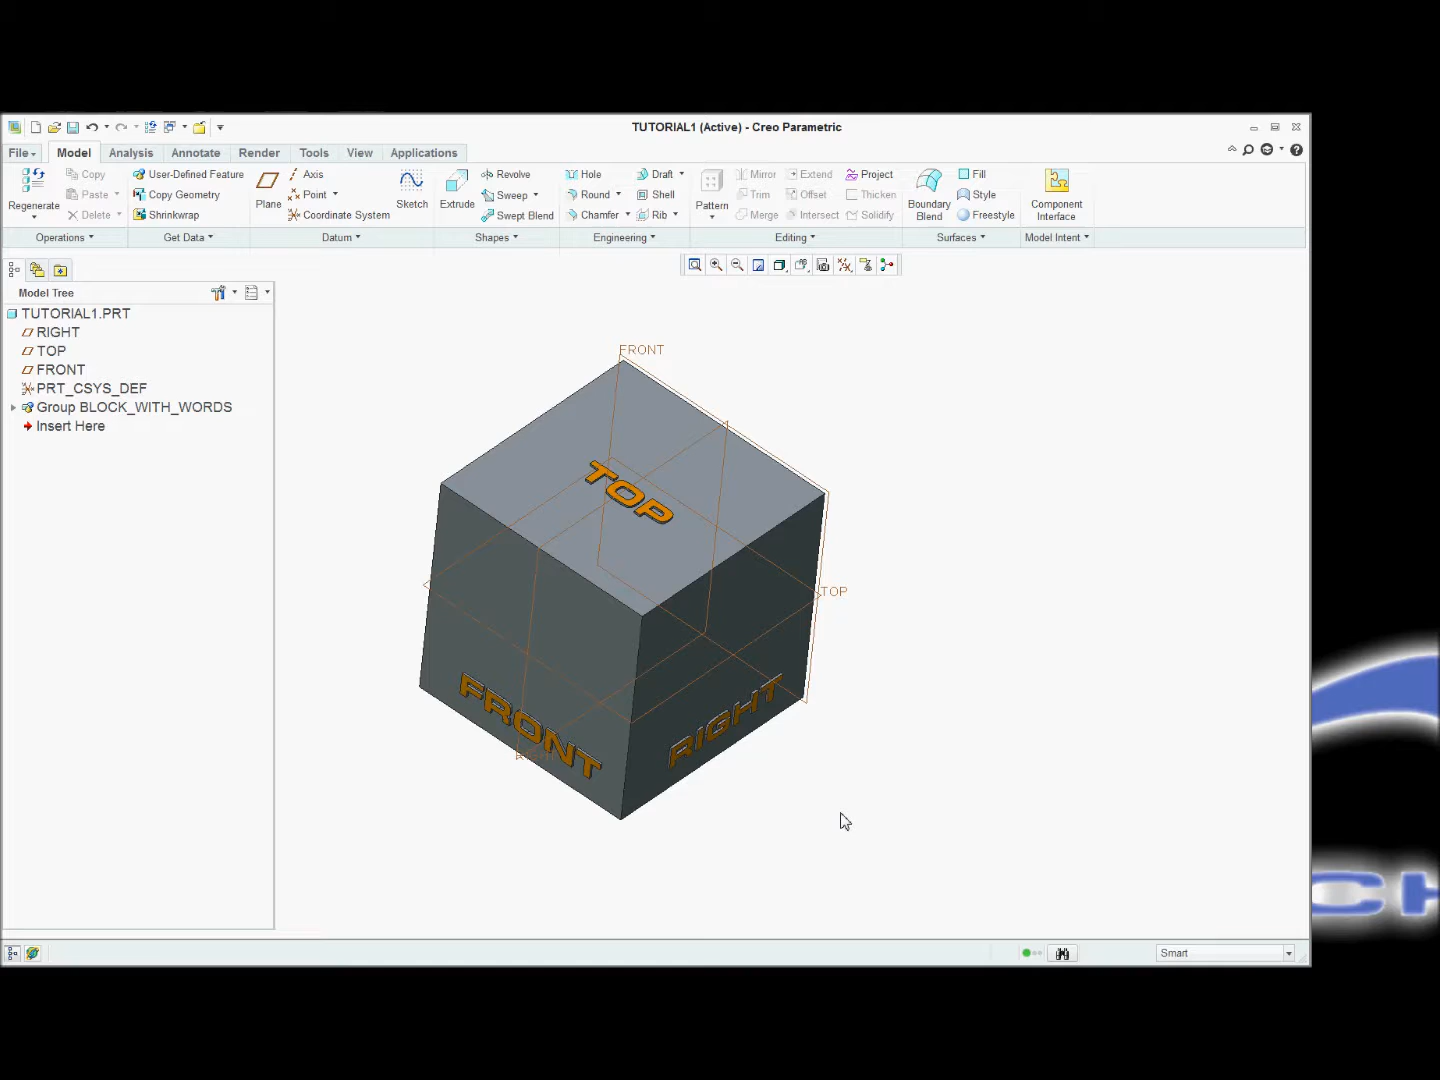 TUTORIAL1 (Active) - Creo Parametric
File Model Analysis Annotate Render Tools View Applications
Regenerate Copy Paste Delete
User-Defined Feature Copy Geometry Shrinkwrap
Plane Axis Point Coordinate System Sketch
Extrude Revolve Sweep Swept Blend
Hole Round Chamfer Draft Shell Rib
Pattern Mirror Trim Merge Extend Offset Intersect Project Thicken Solidify
Boundary Blend Fill Style Freestyle
Component Interface
Operations Get Data Datum Shapes Engineering Editing Surfaces Model Intent
Model Tree
TUTORIAL1.PRT
RIGHT
TOP
FRONT
PRT_CSYS_DEF
Group BLOCK_WITH_WORDS
Insert Here
FRONT
TOP
TOP
FRONT
RIGHT
RIGHT
CH
Smart